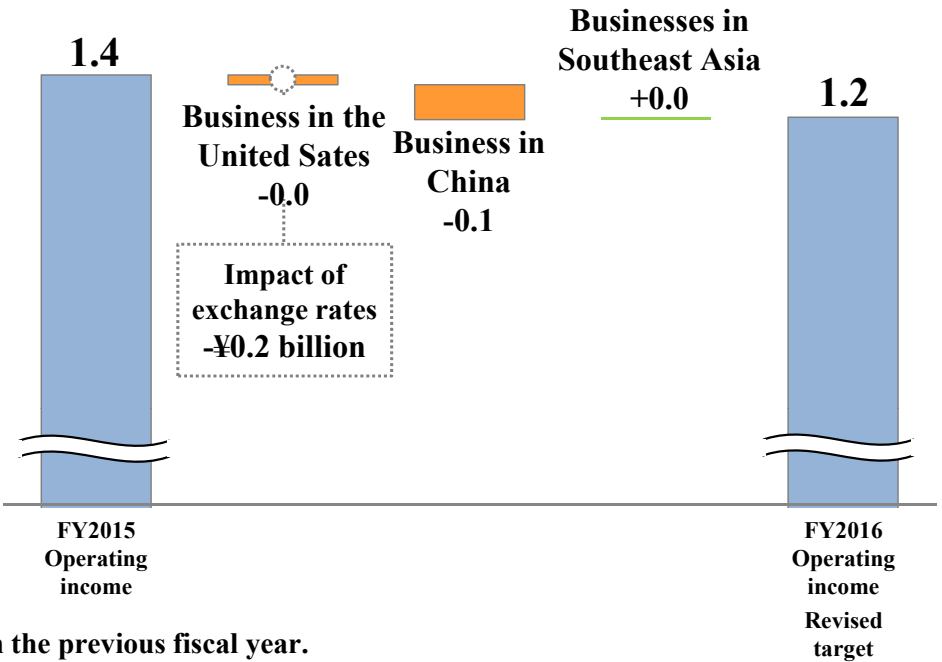 1.4
Business in the
United Sates
-0.0
Impact of
exchange rates
-¥0.2 billion
Business in
China
-0.1
Businesses in
Southeast Asia
+0.0
1.2
FY2015
Operating
income
FY2016
Operating
income
Revised
target
the previous fiscal year.